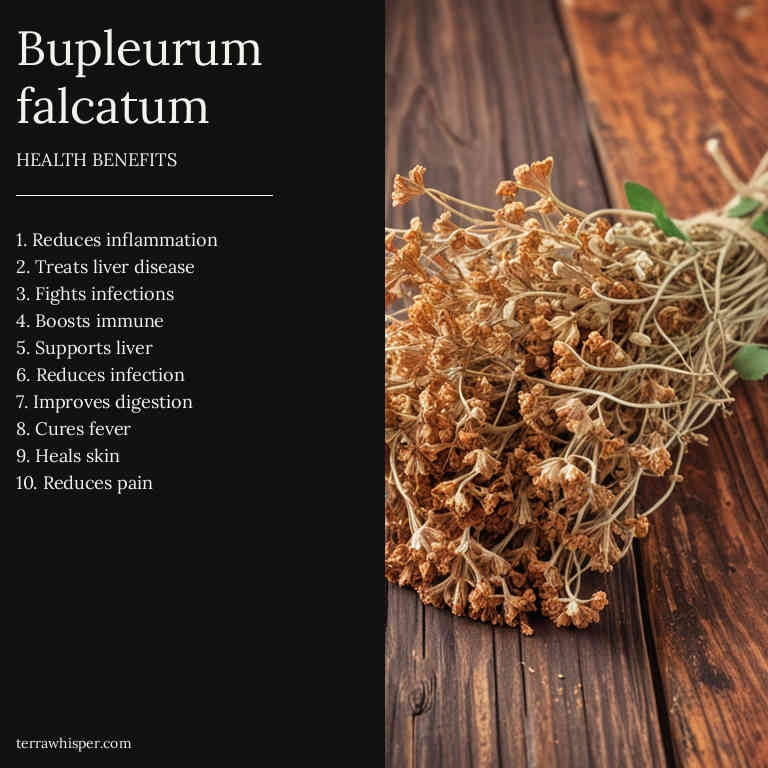 Bupleurum
falcatum
HEALTH BENEFITS
1. Reduces inflammation
2. Treats liver disease
3. Fights infections
4. Boosts immune
5. Supports liver
6. Reduces infection
7. Improves digestion
8. Cures fever
9. Heals skin
10. Reduces pain
terrawhisper.com